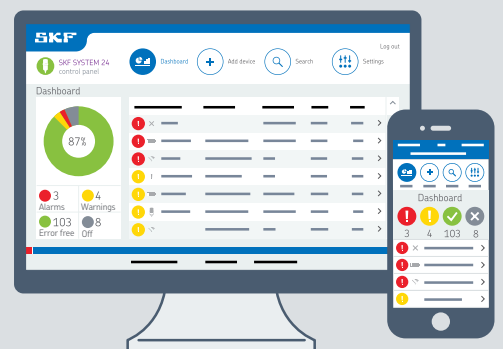 SKF
Log out
SKF SYSTEM 24
control panel
Dashboard
Add device
Search
Settings
Dashboard
87%
3
Alarms
4
Warnings
103
Error free
8
Off
Dashboard
3 4 103 8